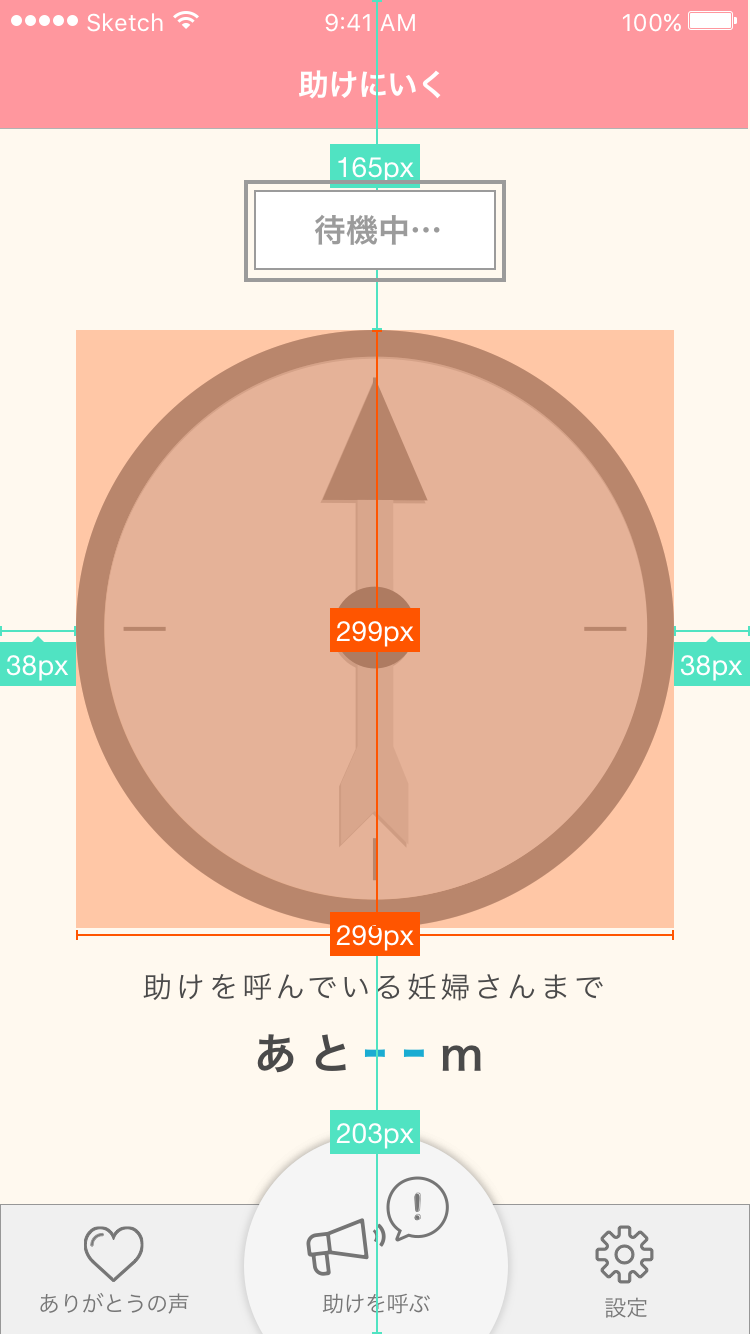 Sketch 9:41 AM 100%
助けにいく
165px
待機中…
299px
38px 38px
299px
助けを呼んでいる妊婦さんまで
あと--m
203px
!
ありがとうの声 助けを呼ぶ 設定